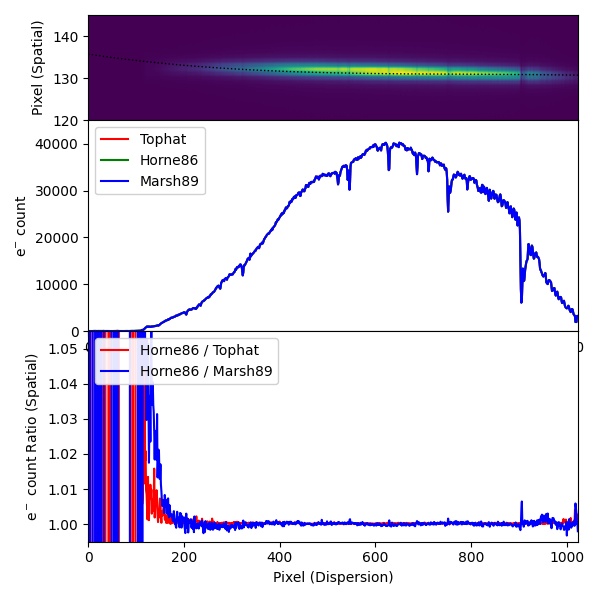 140
130
120
Pixel (Spatial)
Tophat
Horne86
Marsh89
40000
30000
20000
10000
0
e⁻ count
Horne86 / Tophat
Horne86 / Marsh89
1.05
1.04
1.03
1.02
1.01
1.00
e⁻ count Ratio (Spatial)
0 200 400 600 800 1000
Pixel (Dispersion)